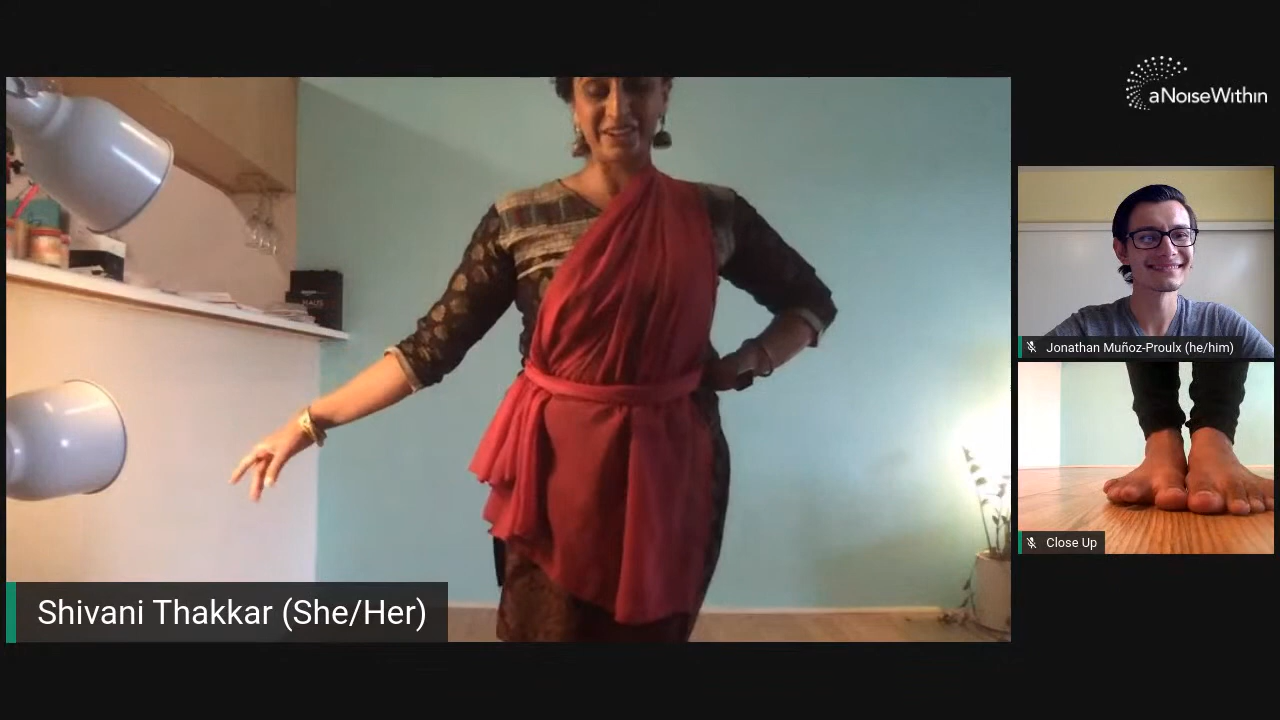 aNoiseWithin
Jonathan Muñoz-Proulx (he/him)
Close Up
Shivani Thakkar (She/Her)